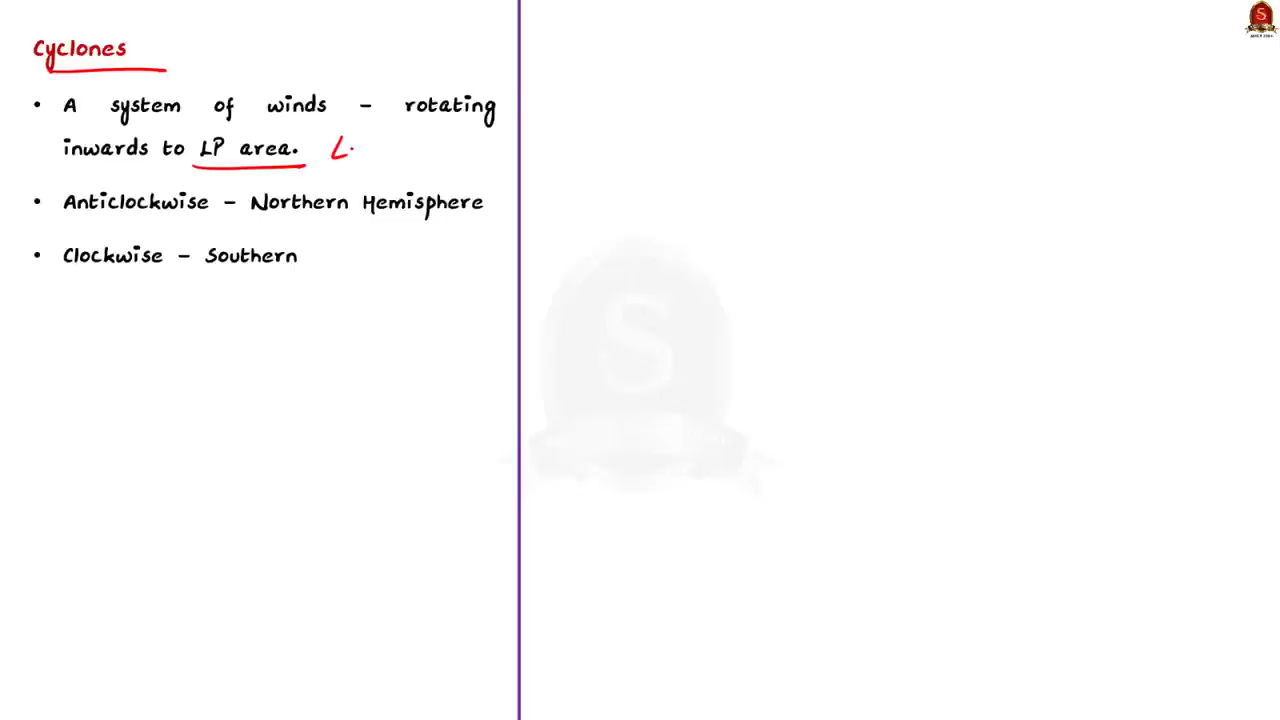 Cyclones
• A system of winds – rotating
inwards to LP area. L.
• Anticlockwise – Northern Hemisphere
• Clockwise – Southern
S
S